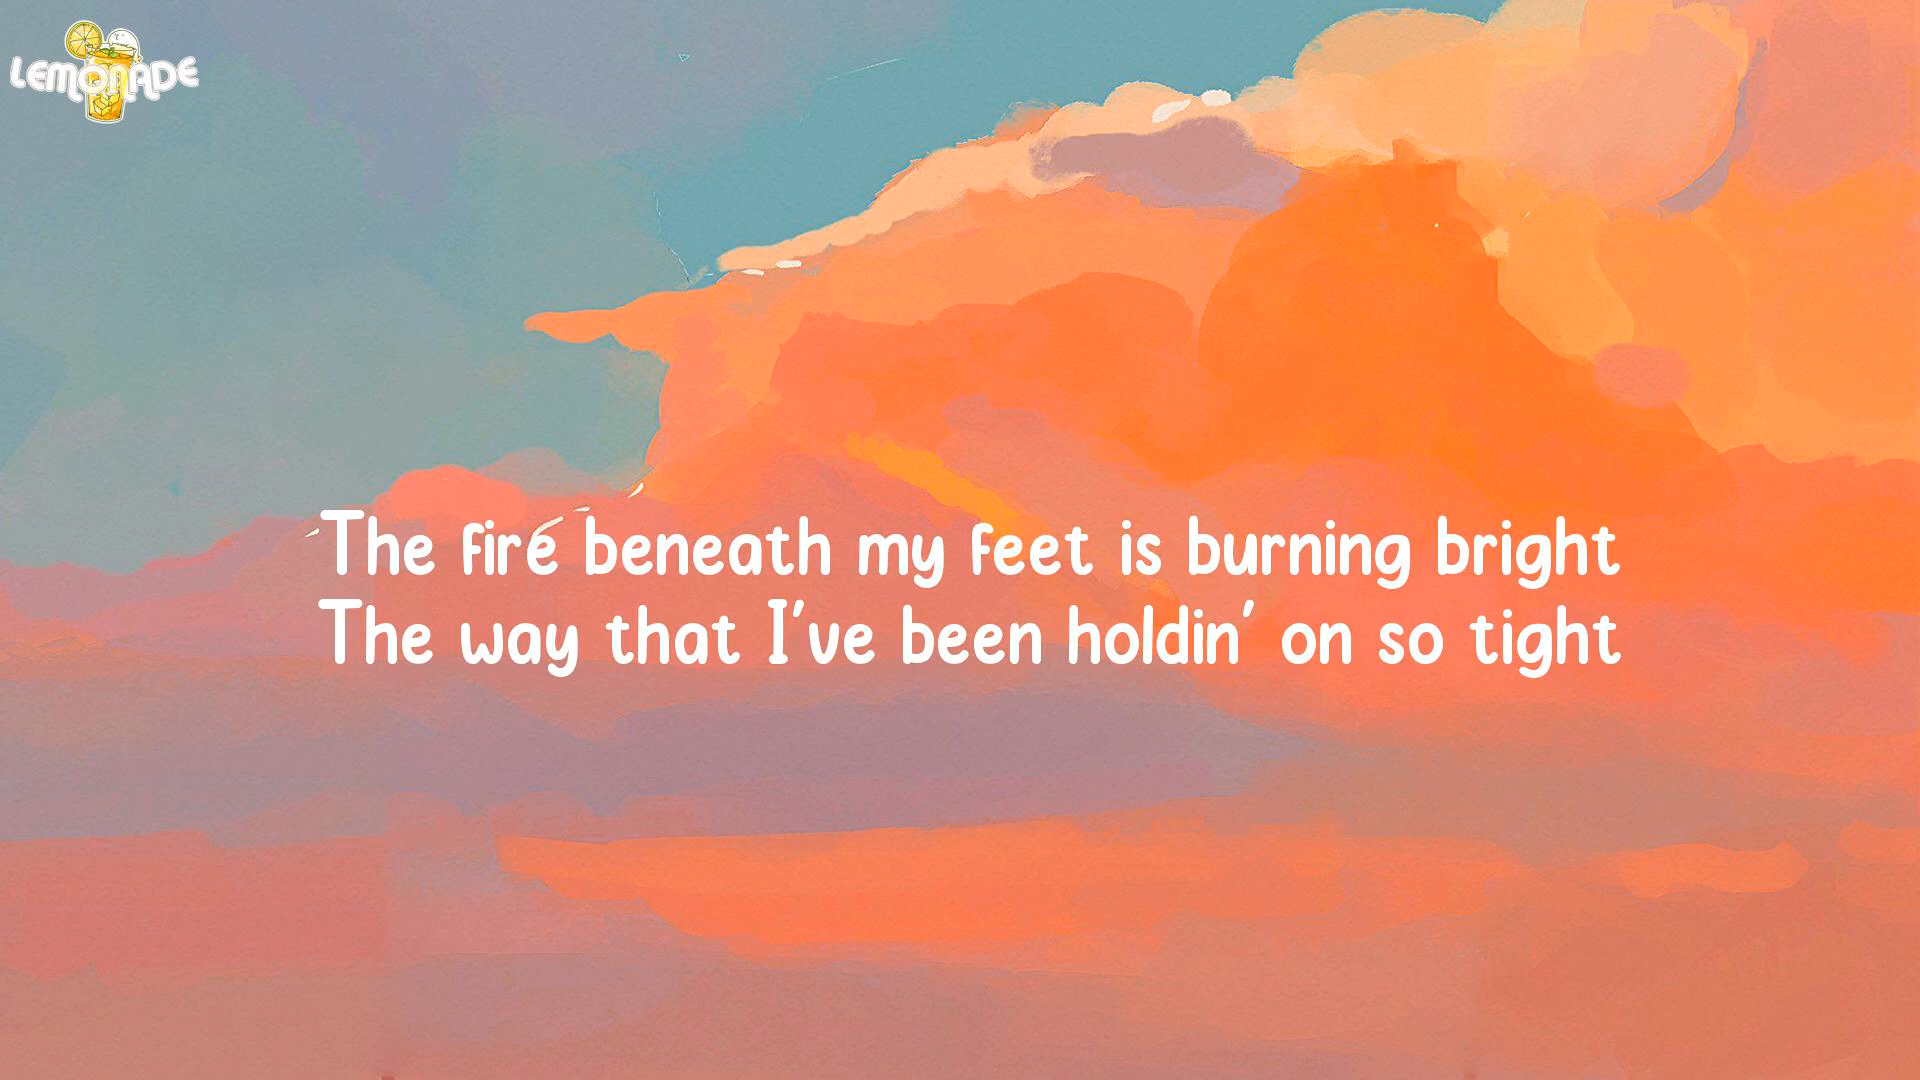 LEMONADE
The fire beneath my feet is burning bright
The way that I've been holdin' on so tight